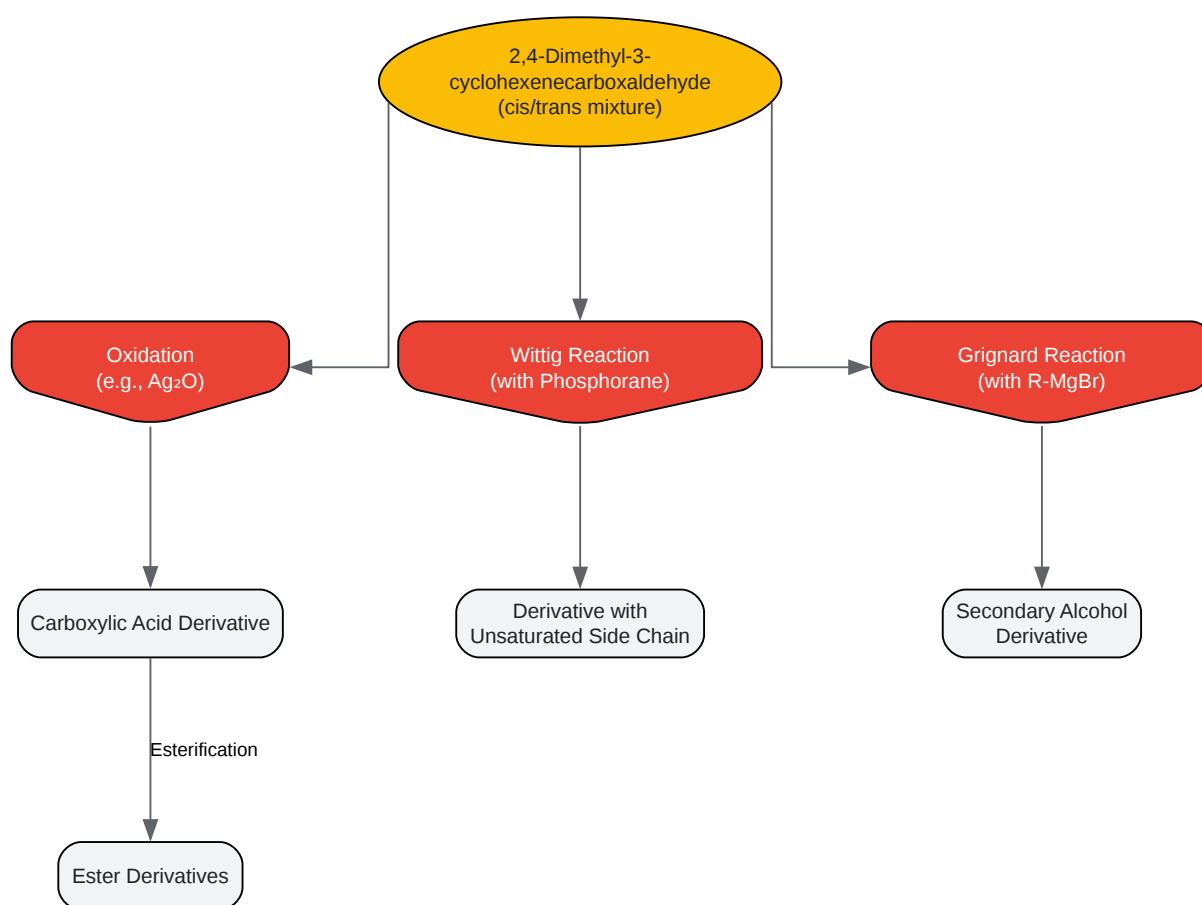 2,4-Dimethyl-3-
cyclohexenecarboxaldehyde
(cis/trans mixture)
Oxidation
(e.g., Ag₂O)
Wittig Reaction
(with Phosphorane)
Grignard Reaction
(with R-MgBr)
Carboxylic Acid Derivative
Derivative with
Unsaturated Side Chain
Secondary Alcohol
Derivative
Esterification
Ester Derivatives